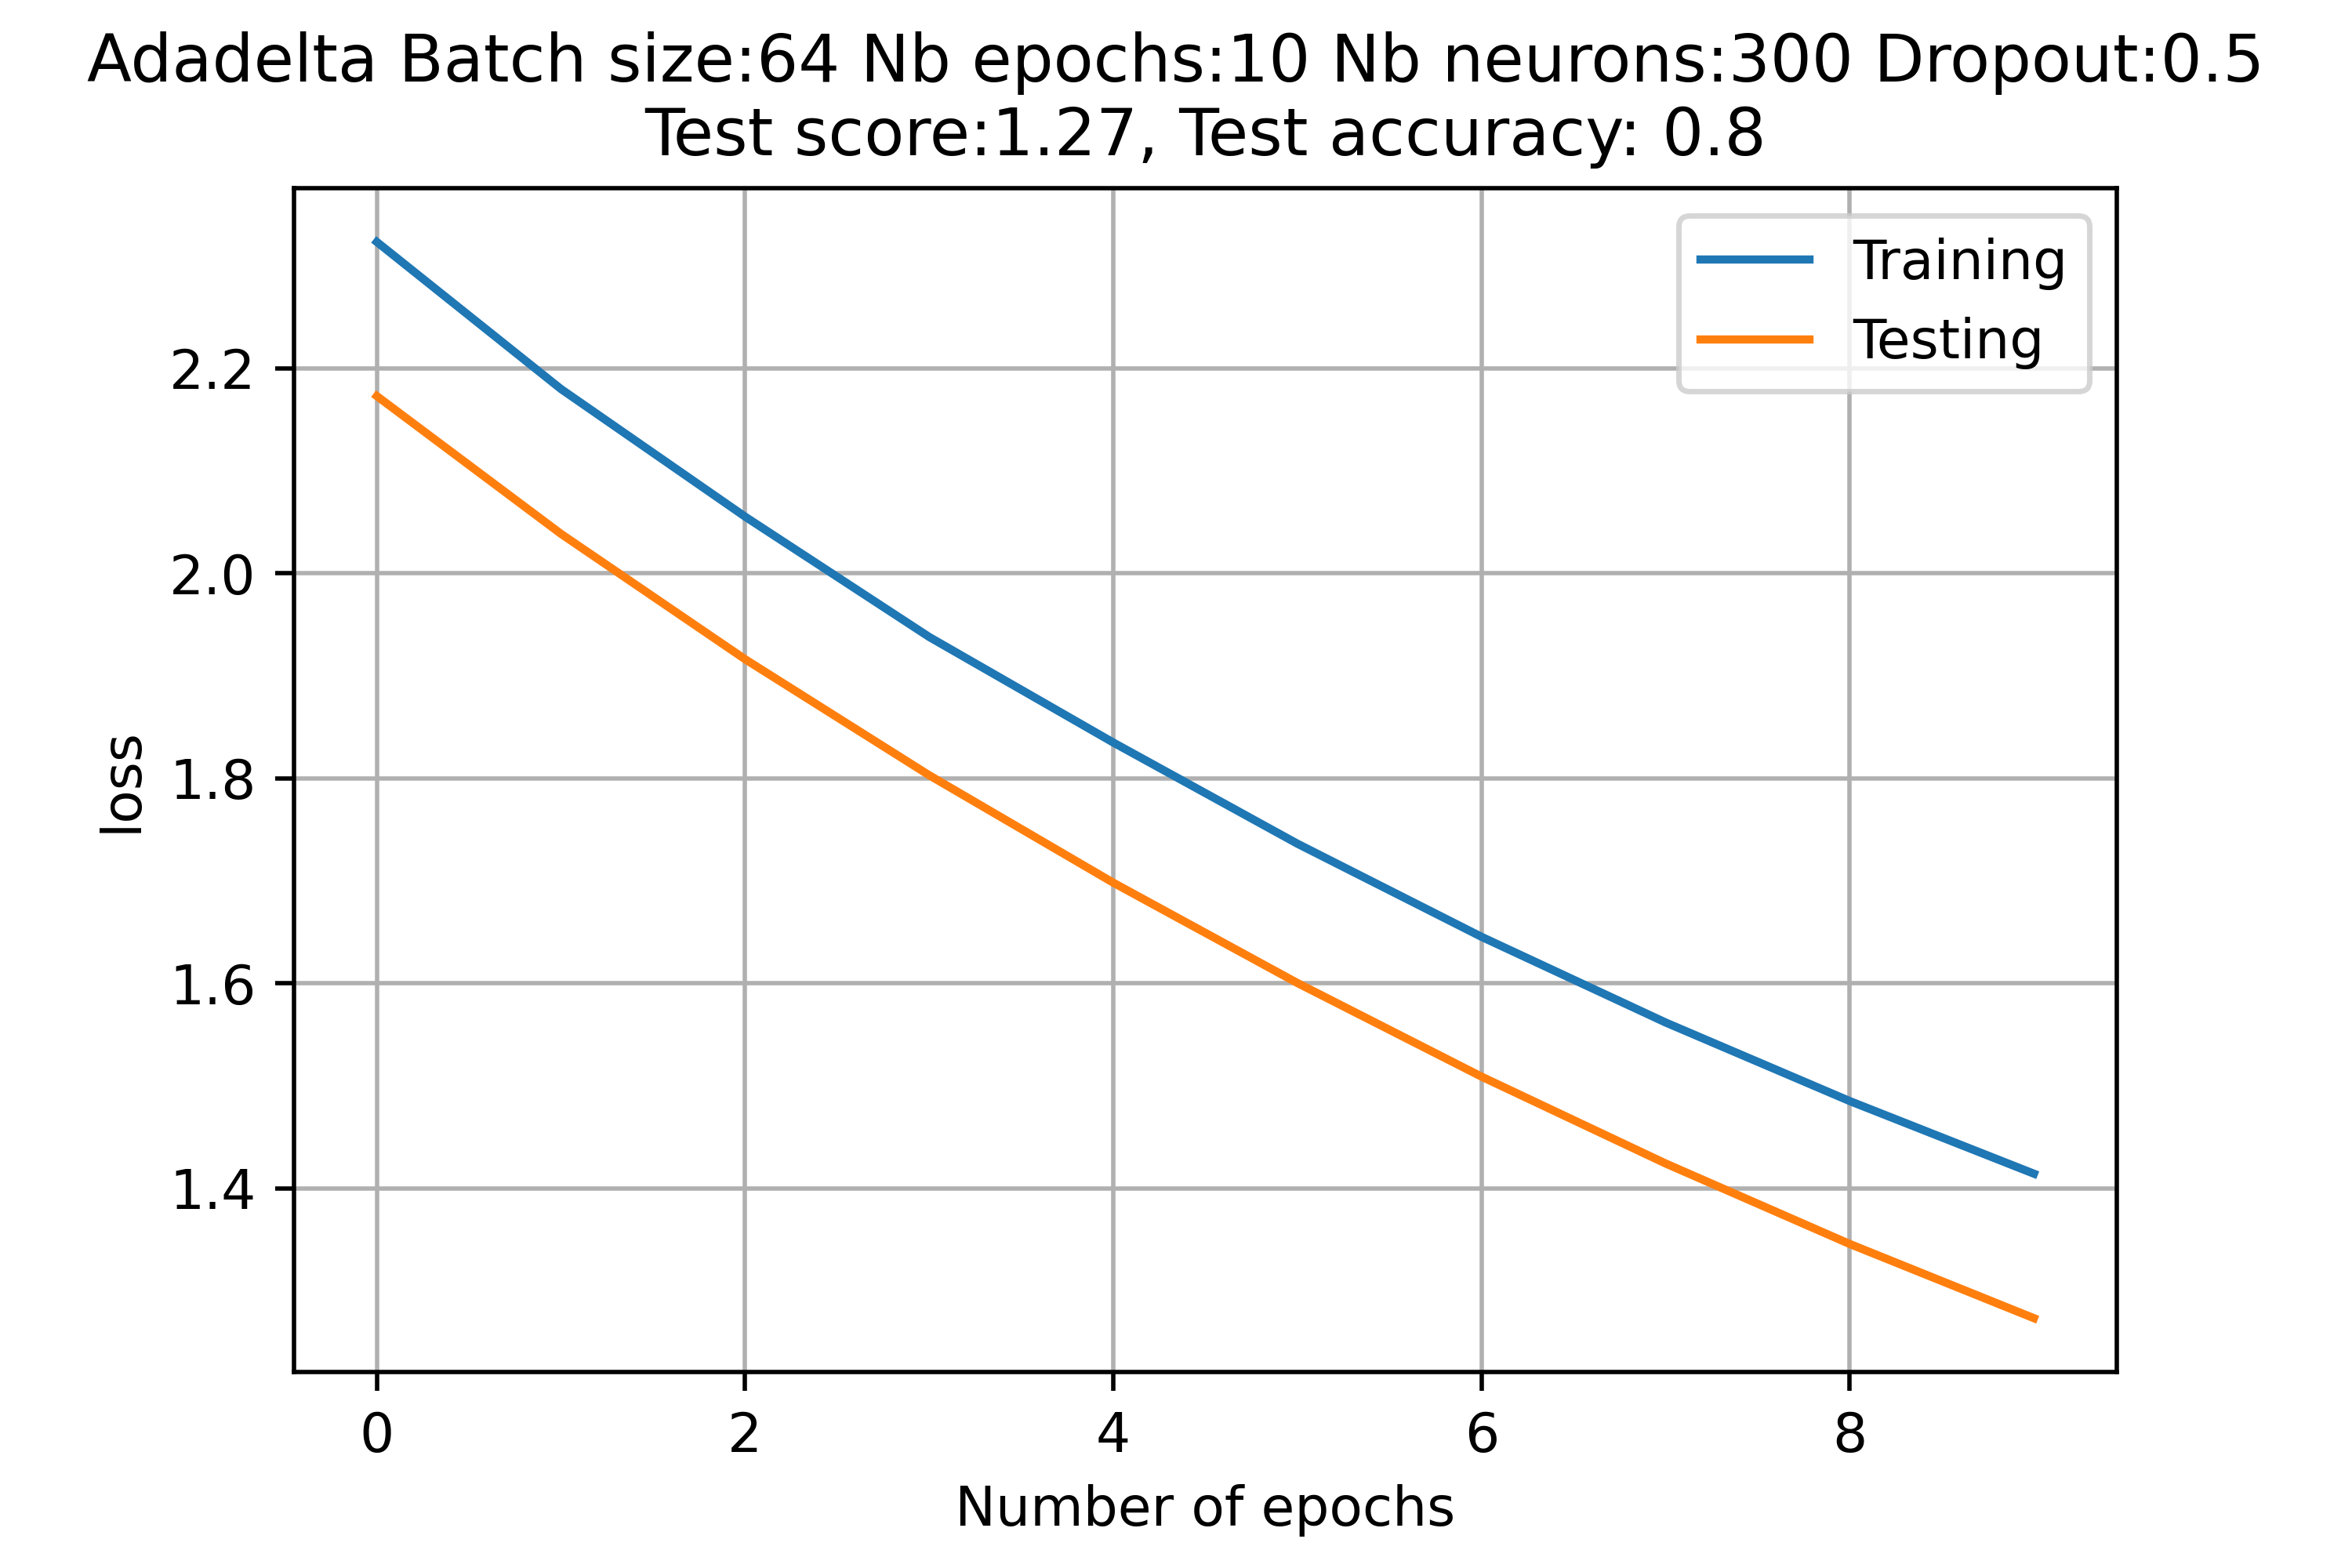 Adadelta Batch size:64 Nb epochs:10 Nb neurons:300 Dropout:0.5
Test score:1.27, Test accuracy: 0.8
Training
Testing
2.2
2.0
1.8
1.6
1.4
loss
0 2 4 6 8
Number of epochs